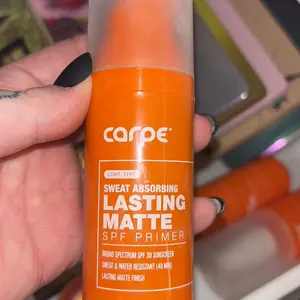 carpe
LIGHT TINT
SWEAT ABSORBING
LASTING
MATTE
SPF PRIMER
BROAD SPECTRUM SPF 30 SUNSCREEN
SWEAT & WATER RESISTANT (40 MIN)
LASTING MATTE FINISH